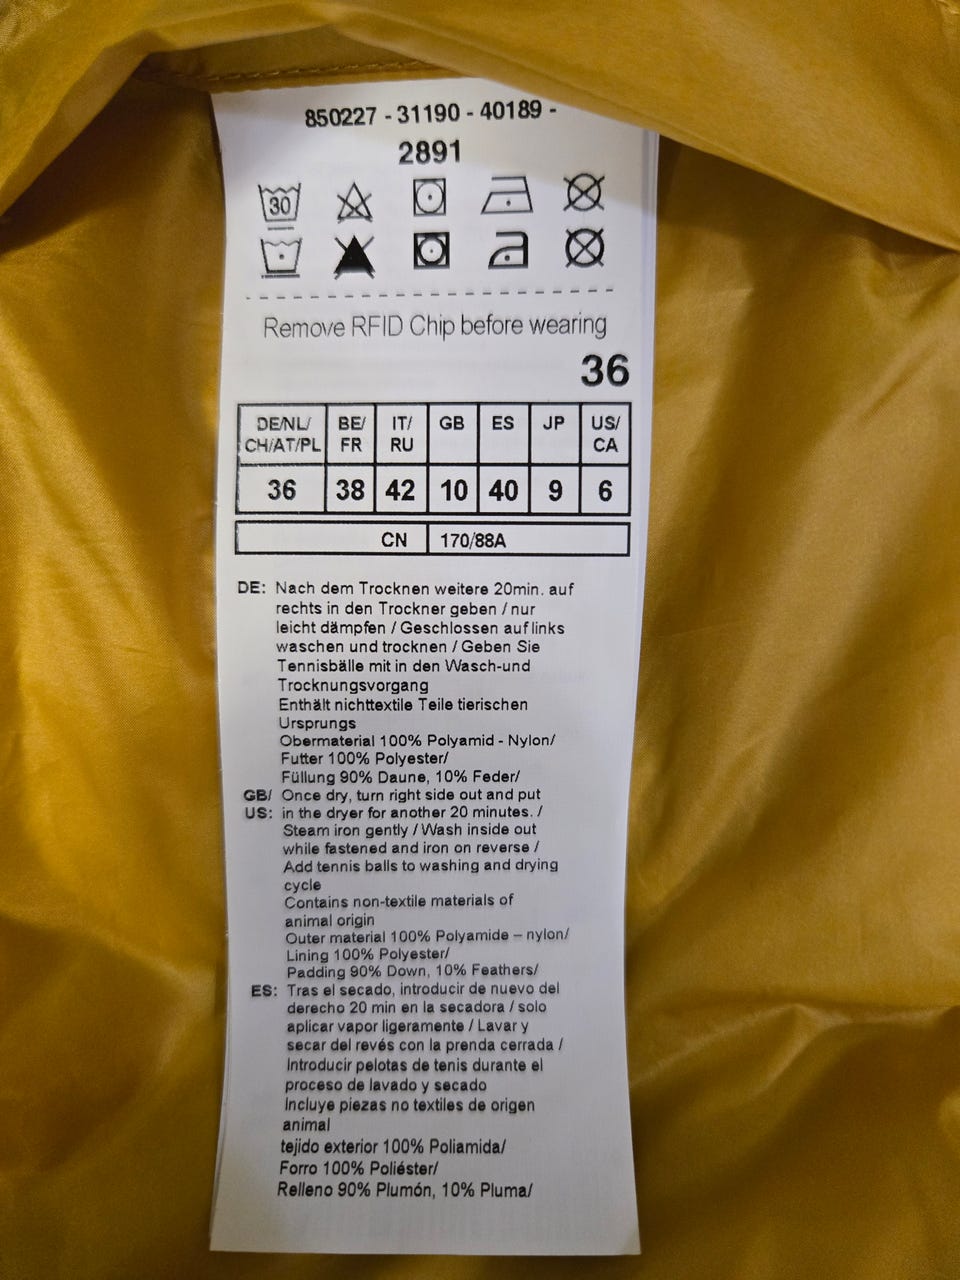 850227 - 31190 - 40189 -
2891
30
Remove RFID Chip before wearing
36
DE/NL/ CH/AT/PL BE/ FR IT/ RU GB ES JP US/ CA
36 38 42 10 40 9 6
CN 170/88A
DE: Nach dem Trocknen weitere 20min. auf
rechts in den Trockner geben / nur
leicht dämpfen / Geschlossen auf links
waschen und trocknen / Geben Sie
Tennisbälle mit in den Wasch-und
Trocknungsvorgang
Enthält nichttextile Teile tierischen
Ursprungs
Obermaterial 100% Polyamid - Nylon/
Futter 100% Polyester/
Füllung 90% Daune, 10% Feder/
GB/ Once dry, turn right side out and put
US: in the dryer for another 20 minutes. /
Steam iron gently / Wash inside out
while fastened and iron on reverse /
Add tennis balls to washing and drying
cycle
Contains non-textile materials of
animal origin
Outer material 100% Polyamide – nylon/
Lining 100% Polyester/
Padding 90% Down, 10% Feathers/
ES: Tras el secado, introducir de nuevo del
derecho 20 min en la secadora / solo
aplicar vapor ligeramente / Lavar y
secar del revés con la prenda cerrada /
Introducir pelotas de tenis durante el
proceso de lavado y secado
Incluye piezas no textiles de origen
animal
tejido exterior 100% Poliamida/
Forro 100% Poliéster/
Relleno 90% Plumón, 10% Pluma/